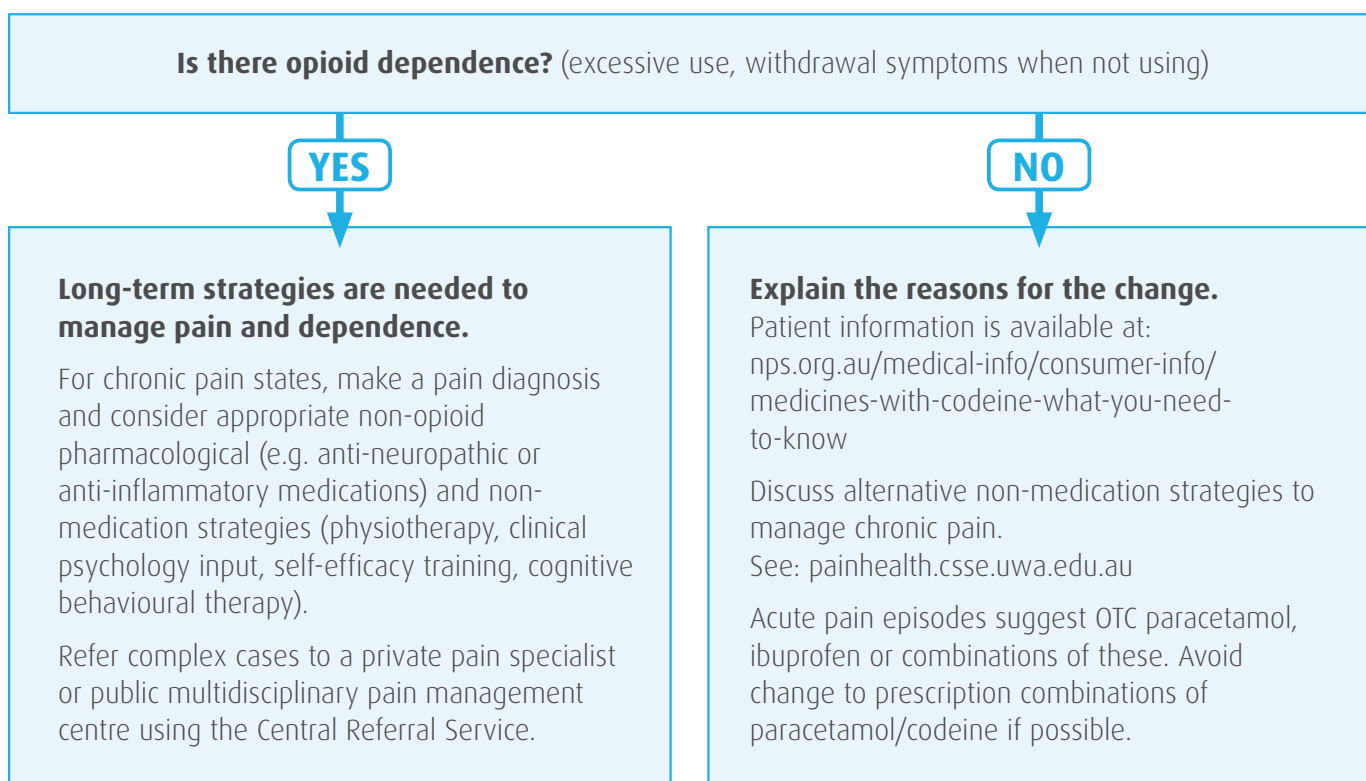 Is there opioid dependence? (excessive use, withdrawal symptoms when not using)
YES
NO
Long-term strategies are needed to
manage pain and dependence.
For chronic pain states, make a pain diagnosis
and consider appropriate non-opioid
pharmacological (e.g. anti-neuropathic or
anti-inflammatory medications) and non-
medication strategies (physiotherapy, clinical
psychology input, self-efficacy training, cognitive
behavioural therapy).
Refer complex cases to a private pain specialist
or public multidisciplinary pain management
centre using the Central Referral Service.
Explain the reasons for the change.
Patient information is available at:
nps.org.au/medical-info/consumer-info/
medicines-with-codeine-what-you-need-
to-know
Discuss alternative non-medication strategies to
manage chronic pain.
See: painhealth.csse.uwa.edu.au
Acute pain episodes suggest OTC paracetamol,
ibuprofen or combinations of these. Avoid
change to prescription combinations of
paracetamol/codeine if possible.